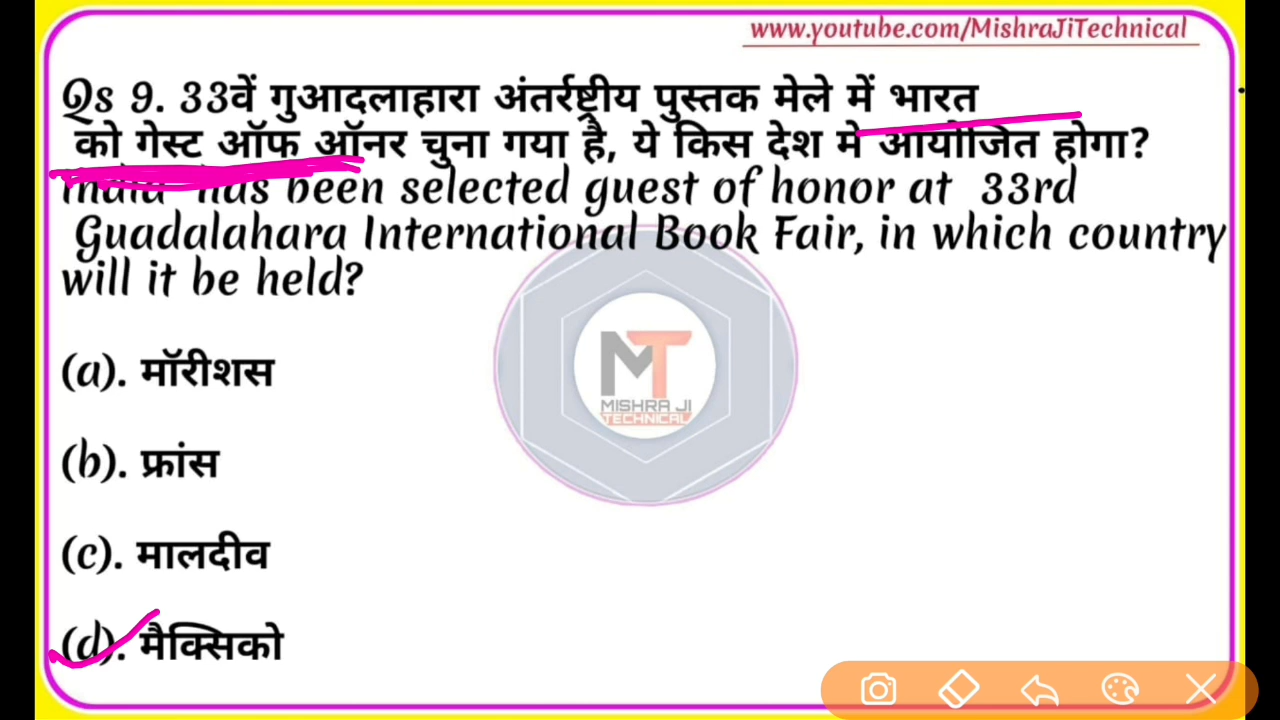 www.youtube.com/MishraJiTechnical
Qs 9. 33वें गुआदलाहारा अंतर्राष्ट्रीय पुस्तक मेले में भारत
को गेस्ट ऑफ ऑनर चुना गया है, ये किस देश मे आयोजित होगा?
India has been selected guest of honor at 33rd
Guadalahara International Book Fair, in which country
will it be held?
(a). मॉरीशस
MT
MISHRA JI
TECHNICAL
(b). फ्रांस
(c). मालदीव
(d). मैक्सिको